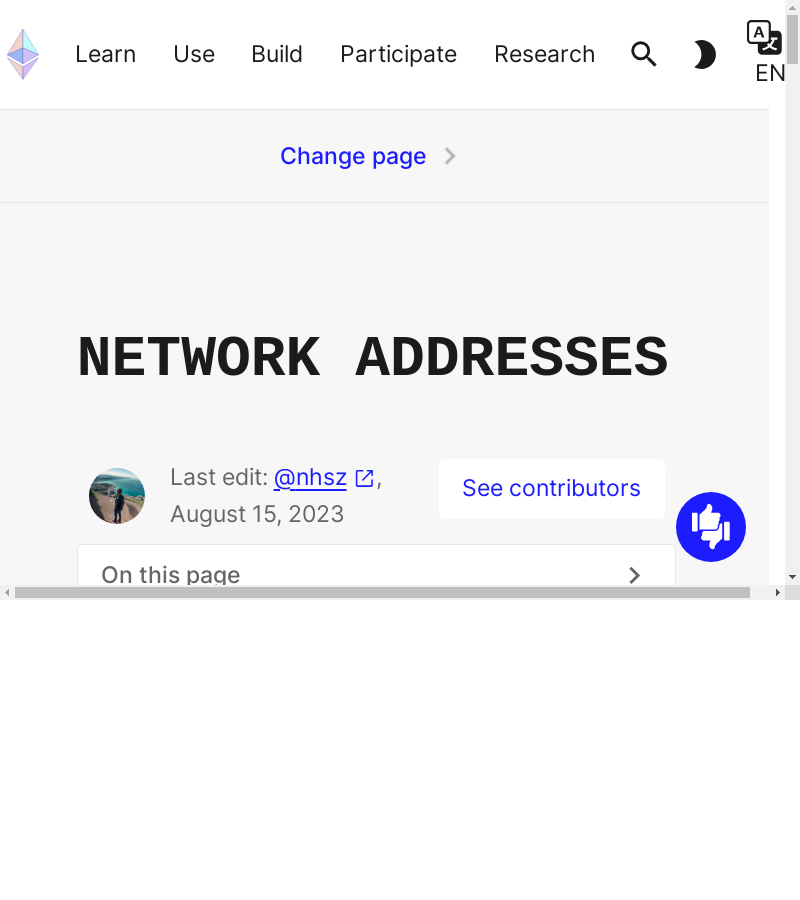 Learn Use Build Participate Research A 文 EN
Change page
NETWORK ADDRESSES
Last edit: @nhsz ,
August 15, 2023
See contributors
On this page